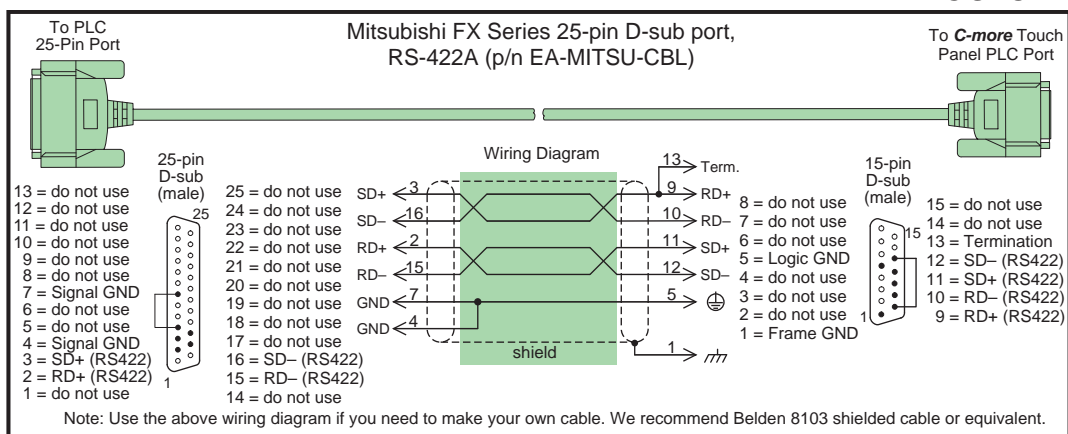 To PLC
25-Pin Port
Mitsubishi FX Series 25-pin D-sub port,
RS-422A (p/n EA-MITSU-CBL)
To C-more Touch
Panel PLC Port
25-pin
D-sub
(male)
13 = do not use
12 = do not use
11 = do not use
10 = do not use
9 = do not use
8 = do not use
7 = Signal GND
6 = do not use
5 = do not use
4 = Signal GND
3 = SD+ (RS422)
2 = RD+ (RS422)
1 = do not use
25
1
25 = do not use
24 = do not use
23 = do not use
22 = do not use
21 = do not use
20 = do not use
19 = do not use
18 = do not use
17 = do not use
16 = SD– (RS422)
15 = RD– (RS422)
14 = do not use
Wiring Diagram
13 Term.
SD+ 3
9 RD+
SD– 16
10 RD–
RD+ 2
11 SD+
RD– 15
12 SD–
GND 7
5
GND 4
shield
1
8 = do not use
7 = do not use
6 = do not use
5 = Logic GND
4 = do not use
3 = do not use
2 = do not use
1 = Frame GND
15-pin
D-sub
(male)
15
1
15 = do not use
14 = do not use
13 = Termination
12 = SD– (RS422)
11 = SD+ (RS422)
10 = RD– (RS422)
9 = RD+ (RS422)
Note: Use the above wiring diagram if you need to make your own cable. We recommend Belden 8103 shielded cable or equivalent.